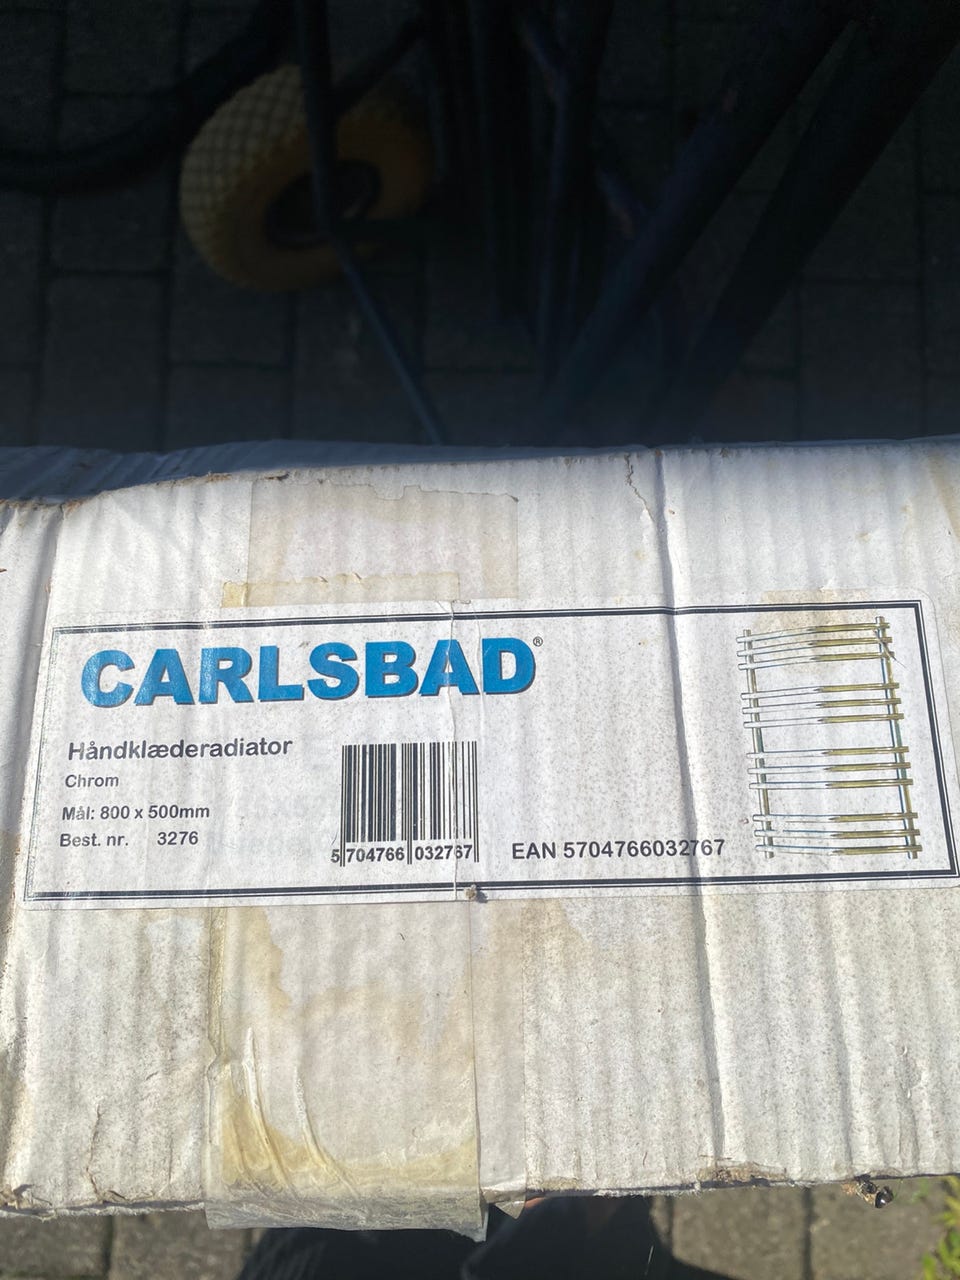 CARLSBAD®
Håndklæderadiator
Chrom
Mål: 800 x 500mm
Best. nr. 3276
5 704766 032767
EAN 5704766032767